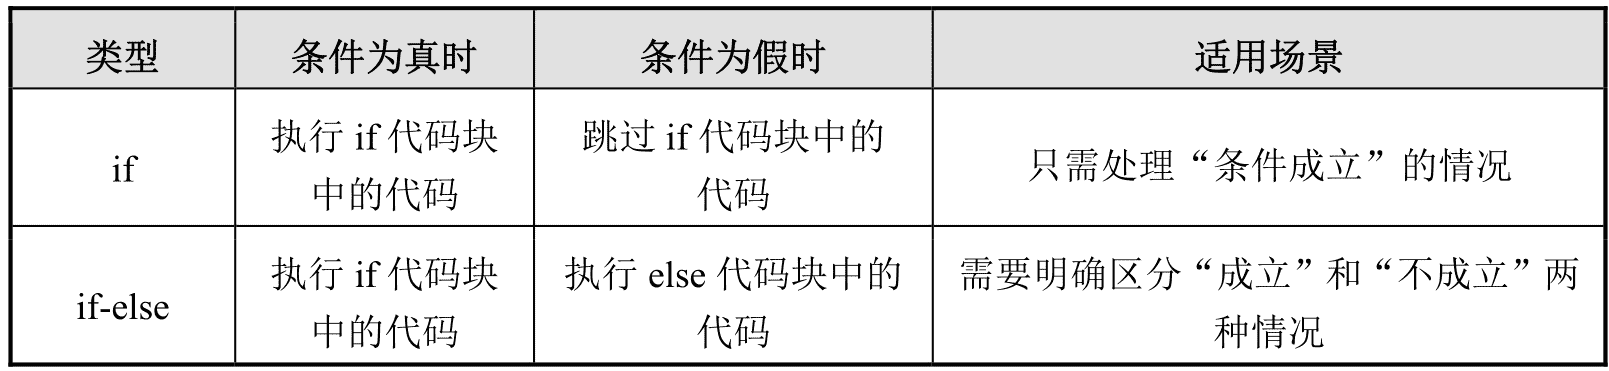 类型 条件为真时 条件为假时 适用场景
if
执行 if 代码块
中的代码
跳过 if 代码块中的
代码
只需处理“条件成立”的情况
if-else
执行 if 代码块
中的代码
执行 else 代码块中的
代码
需要明确区分“成立”和“不成立”两
种情况